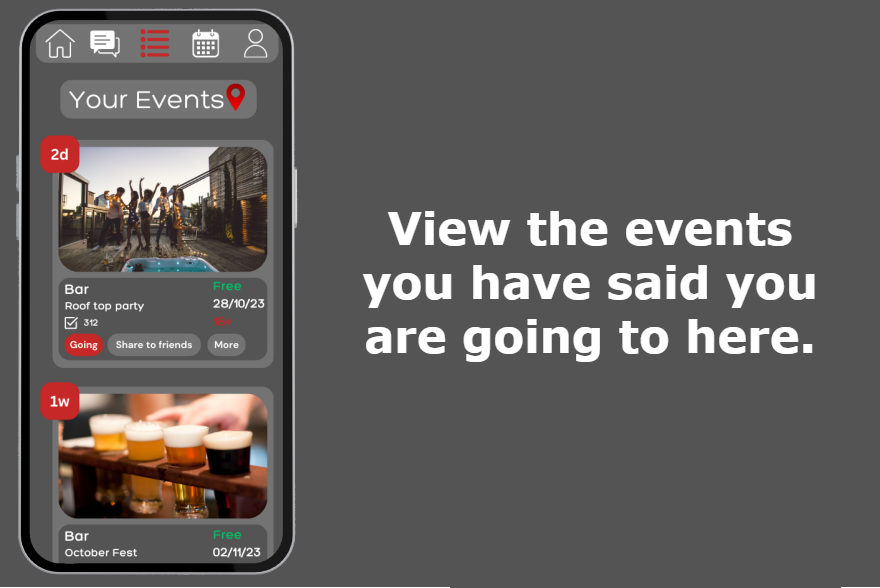 Your Events
2d
Bar
Free
Roof top party
28/10/23
312
Going
Share to friends
More
1w
Bar
Free
October Fest
02/11/23
View the events
you have said you
are going to here.